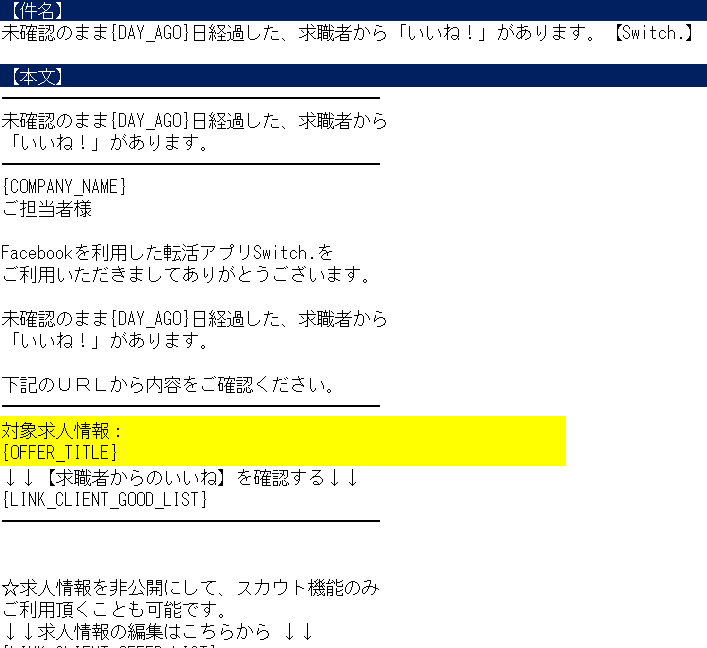 【件名】
未確認のまま{DAY_AGO}日経過した、求職者から「いいね！」があります。【Switch.】
【本文】
未確認のまま{DAY_AGO}日経過した、求職者から
「いいね！」があります。
{COMPANY_NAME}
ご担当者様
Facebookを利用した転活アプリSwitch.を
ご利用いただきましてありがとうございます。
未確認のまま{DAY_AGO}日経過した、求職者から
「いいね！」があります。
下記のＵＲＬから内容をご確認ください。
対象求人情報：
{OFFER_TITLE}
↓↓【求職者からのいいね】を確認する↓↓
{LINK_CLIENT_GOOD_LIST}
☆求人情報を非公開にして、スカウト機能のみ
ご利用頂くことも可能です。
↓↓求人情報の編集はこちらから ↓↓
{LINK_CLIENT_OFFER_LIST}